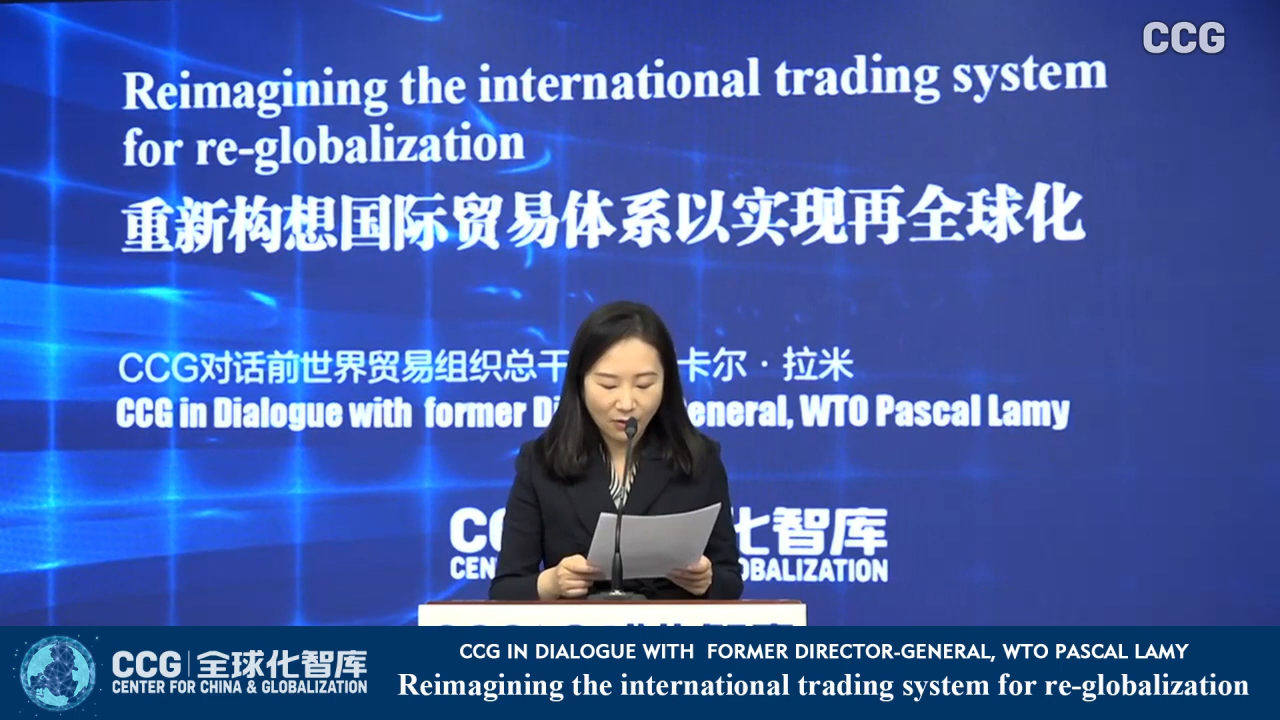 CCG
Reimagining the international trading system
for re-globalization
重新构想国际贸易体系以实现再全球化
CCG对话前世界贸易组织总干 卡尔·拉米
CCG in Dialogue with former eneral, WTO Pascal Lamy
化智库
OBALIZATION
CCG 全球化智库
CENTER FOR CHINA & GLOBALIZATION
CCG IN DIALOGUE WITH FORMER DIRECTOR-GENERAL, WTO PASCAL LAMY
Reimagining the international trading system for re-globalization